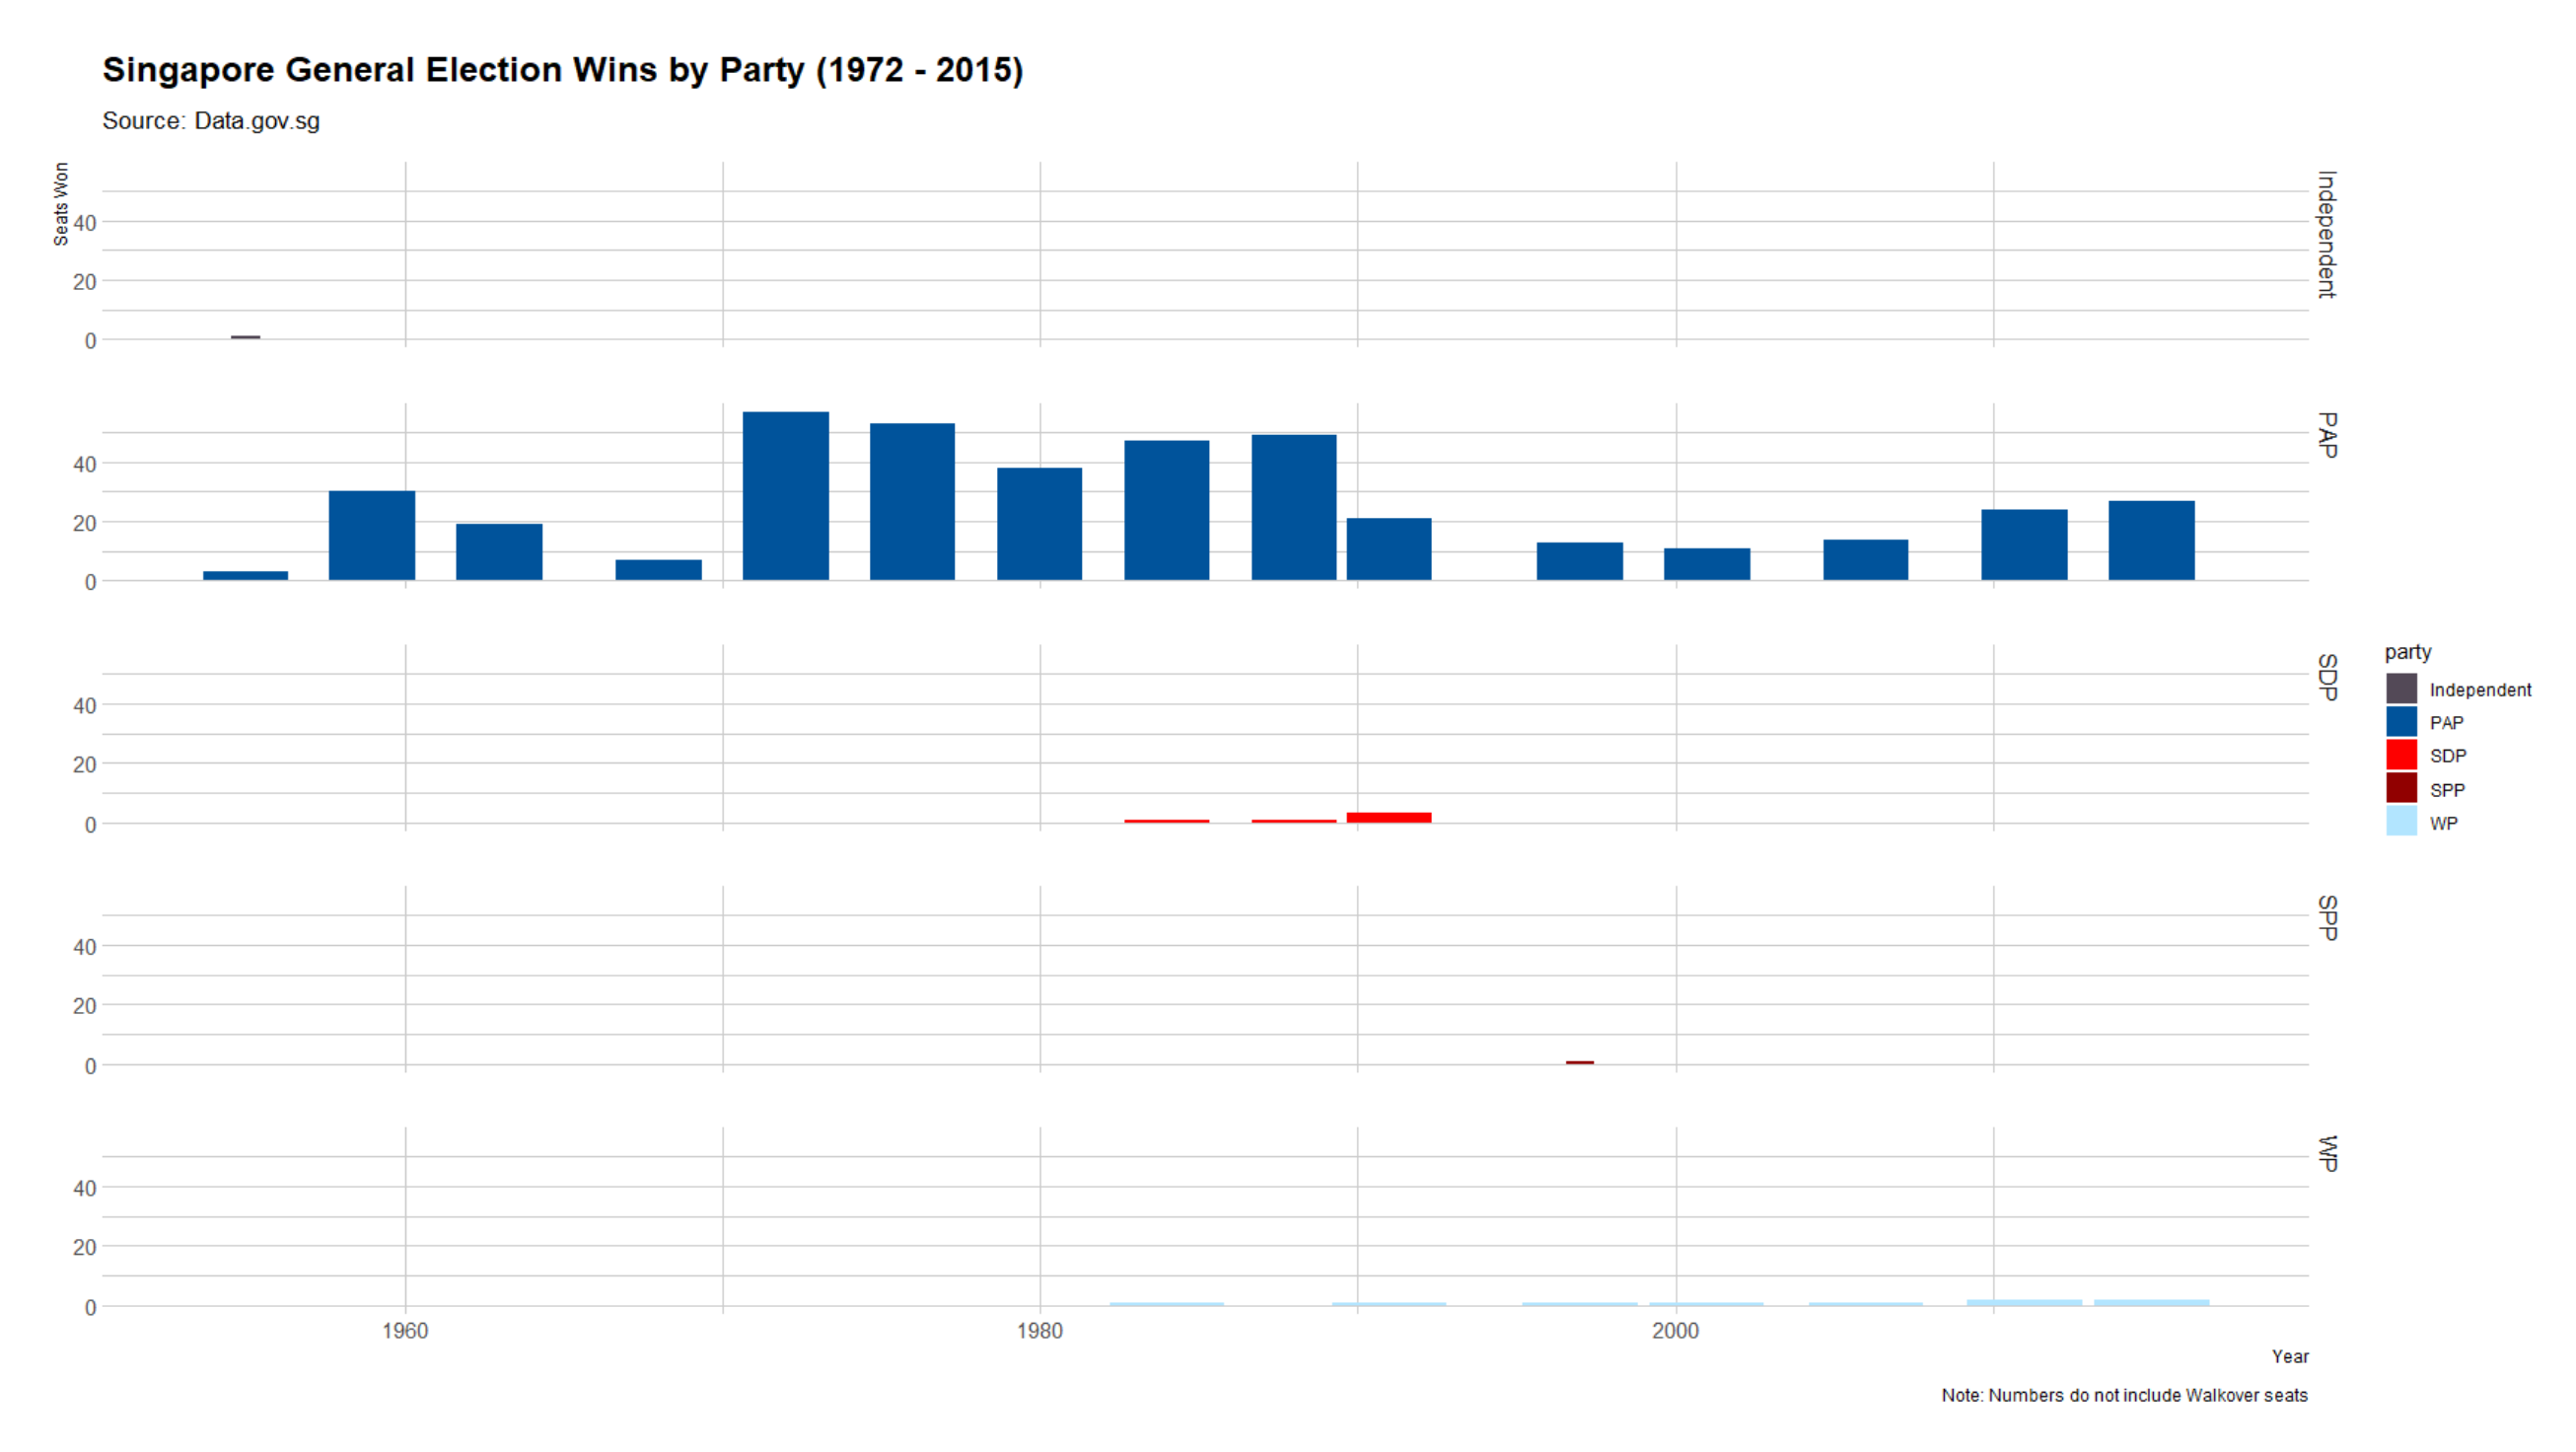 Singapore General Election Wins by Party (1972 - 2015)
Source: Data.gov.sg
Seats Won
40
20
0
Independent
40
20
0
PAP
40
20
0
SDP
40
20
0
SPP
40
20
0
WP
1960
1980
2000
Year
Note: Numbers do not include Walkover seats
party
Independent
PAP
SDP
SPP
WP